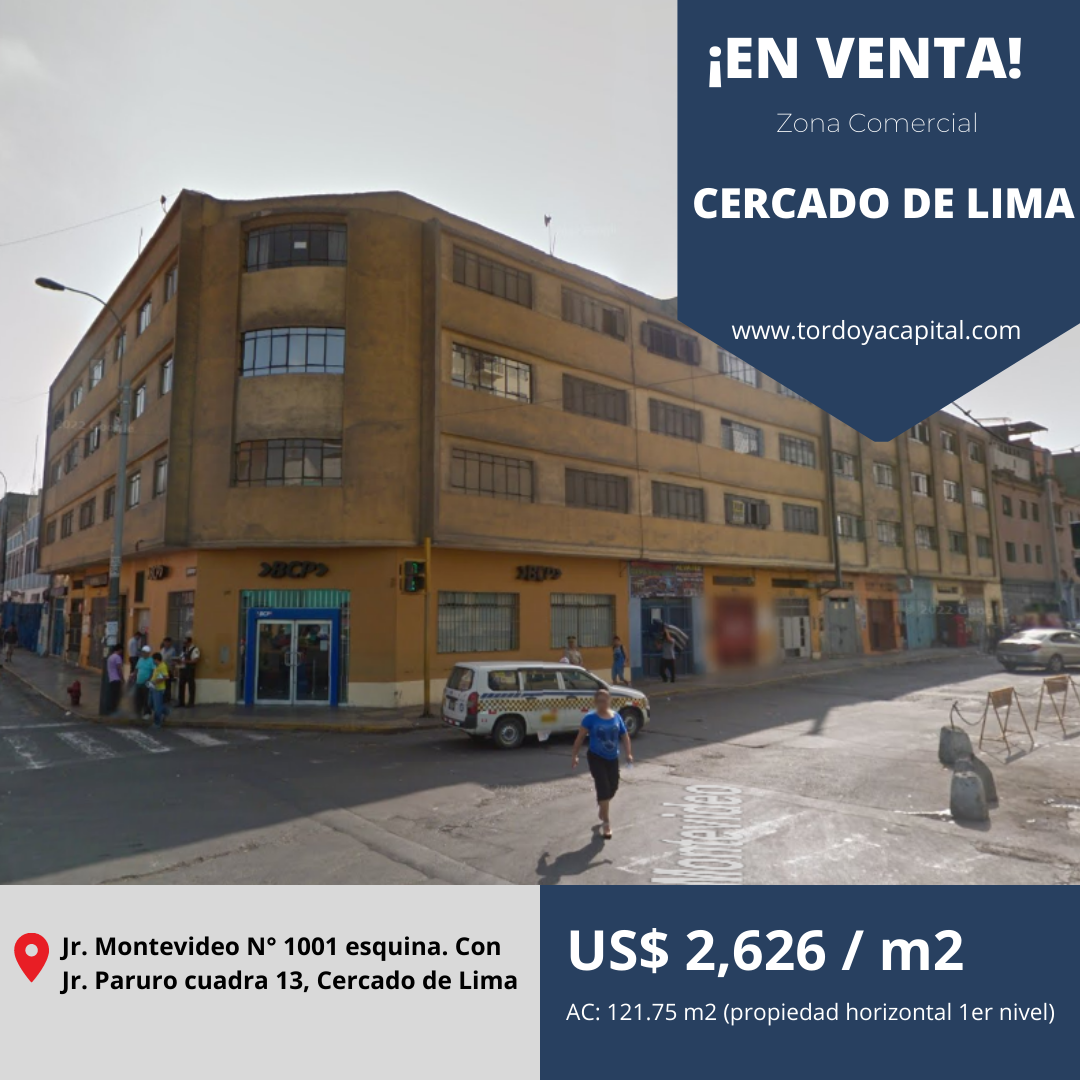 ¡EN VENTA!
Zona Comercial
CERCADO DE LIMA
www.tordoyacapital.com
BCP
BCP
BCP
Montevideo
Jr. Montevideo N° 1001 esquina. Con
Jr. Paruro cuadra 13, Cercado de Lima
US$ 2,626 / m2
AC: 121.75 m2 (propiedad horizontal 1er nivel)